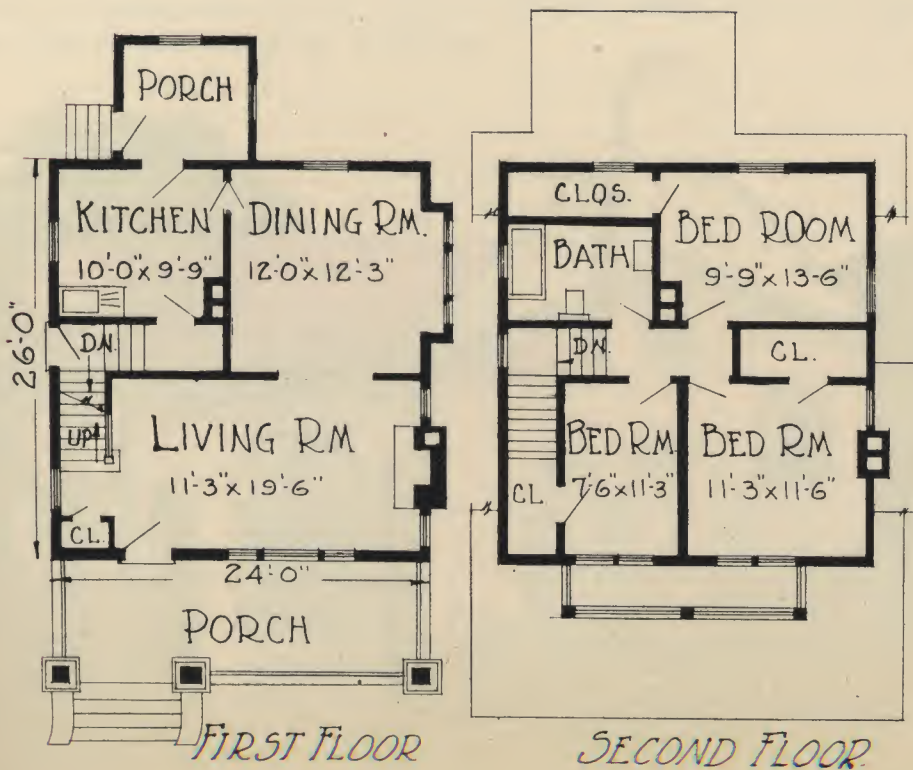 PORCH
KITCHEN
10'-0" x 9'-9"
DINING RM.
12'-0" x 12'-3"
26'-0"
DN.
UP
LIVING RM
11'-3" x 19'-6"
CL.
24'-0"
PORCH
FIRST FLOOR
CLOS.
BATH
BED ROOM
9'-9" x 13'-6"
DN.
CL.
BED RM
7'-6" x 11'-3"
BED RM
11'-3" x 11'-6"
CL
SECOND FLOOR.